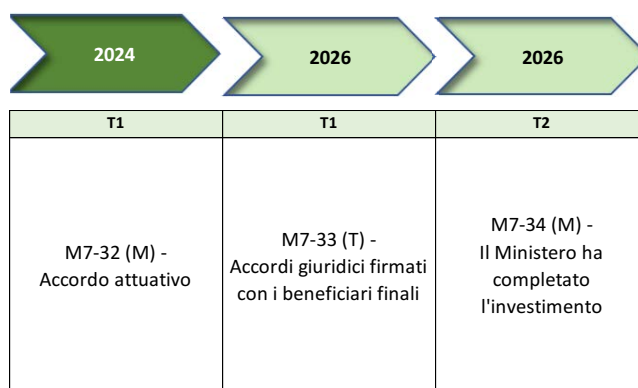 2024
2026
2026
T1
T1
T2
M7-32 (M) -
Accordo attuativo
M7-33 (T) -
Accordi giuridici firmati
con i beneficiari finali
M7-34 (M) -
Il Ministero ha
completato
l'investimento